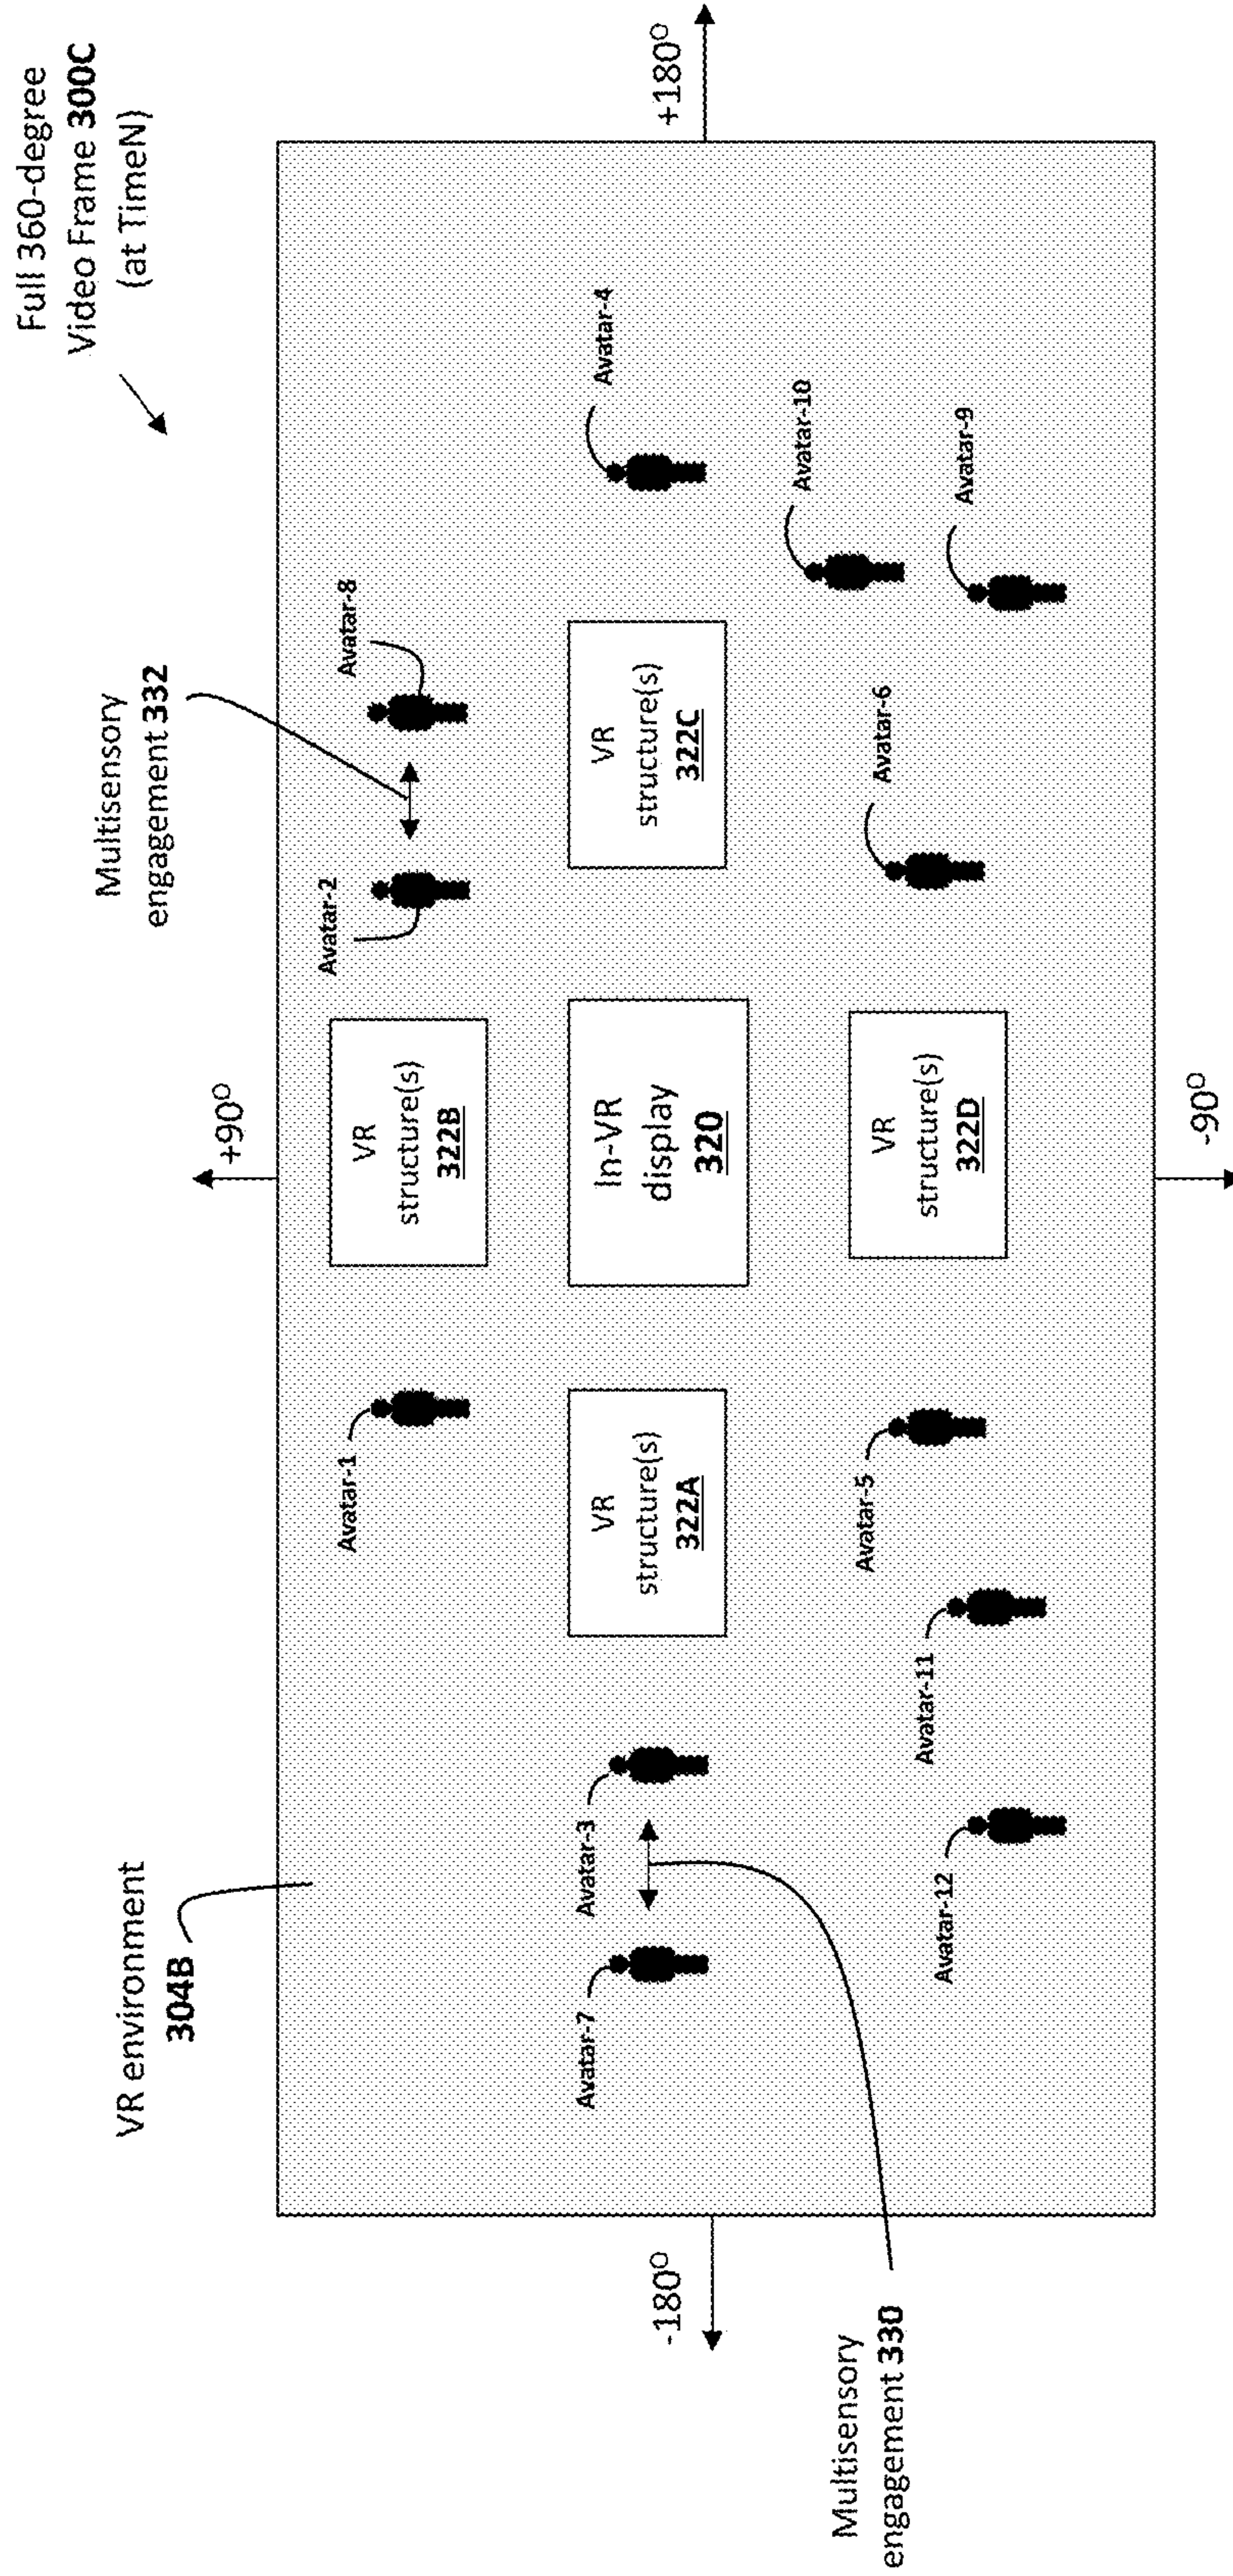 Full 360-degree
Video Frame 300C
(at TimeN)
VR environment
304B
Multisensory
engagement 332
+90°
-180°
+180°
Avatar-1
VR
structure(s)
322B
Avatar-2
Avatar-8
Avatar-7
Avatar-3
VR
structure(s)
322A
In-VR
display
320
VR
structure(s)
322C
Avatar-4
Avatar-12
Avatar-11
Avatar-5
VR
structure(s)
322D
Avatar-6
Avatar-10
Avatar-9
Multisensory
engagement 330
-90°